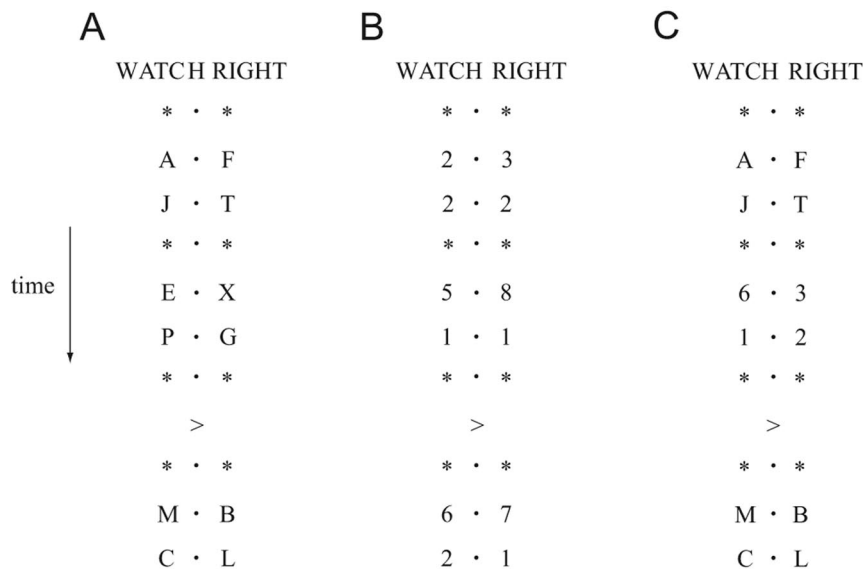 A B C
WATCH RIGHT WATCH RIGHT WATCH RIGHT
* · * * · * * · *
A · F 2 · 3 A · F
J · T 2 · 2 J · T
* · * * · * * · *
time
E · X 5 · 8 6 · 3
P · G 1 · 1 1 · 2
* · * * · * * · *
> > >
* · * * · * * · *
M · B 6 · 7 M · B
C · L 2 · 1 C · L